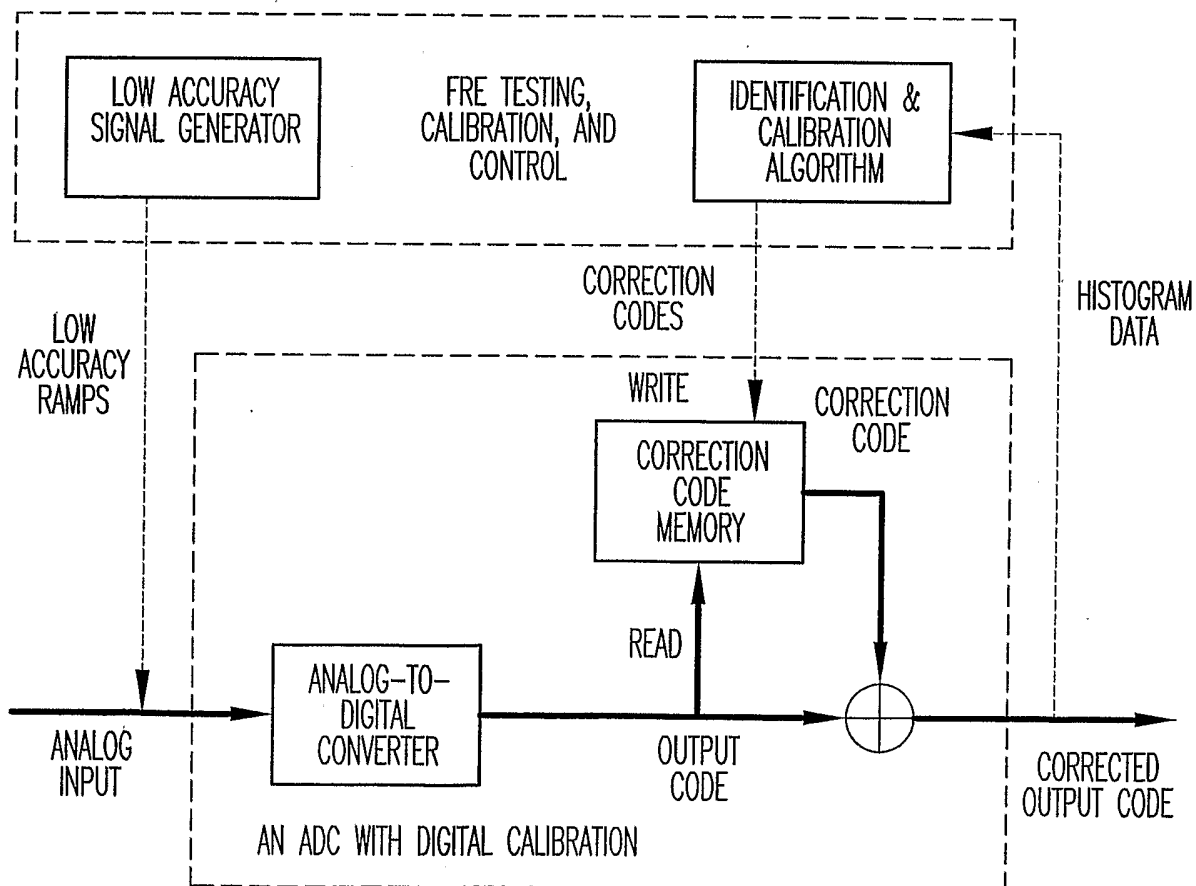 LOW ACCURACY
SIGNAL GENERATOR
FRE TESTING,
CALIBRATION, AND
CONTROL
IDENTIFICATION &
CALIBRATION
ALGORITHM
LOW
ACCURACY
RAMPS
CORRECTION
CODES
HISTOGRAM
DATA
WRITE
CORRECTION
CODE
CORRECTION
CODE
MEMORY
READ
ANALOG-TO-
DIGITAL
CONVERTER
ANALOG
INPUT
OUTPUT
CODE
CORRECTED
OUTPUT CODE
AN ADC WITH DIGITAL CALIBRATION